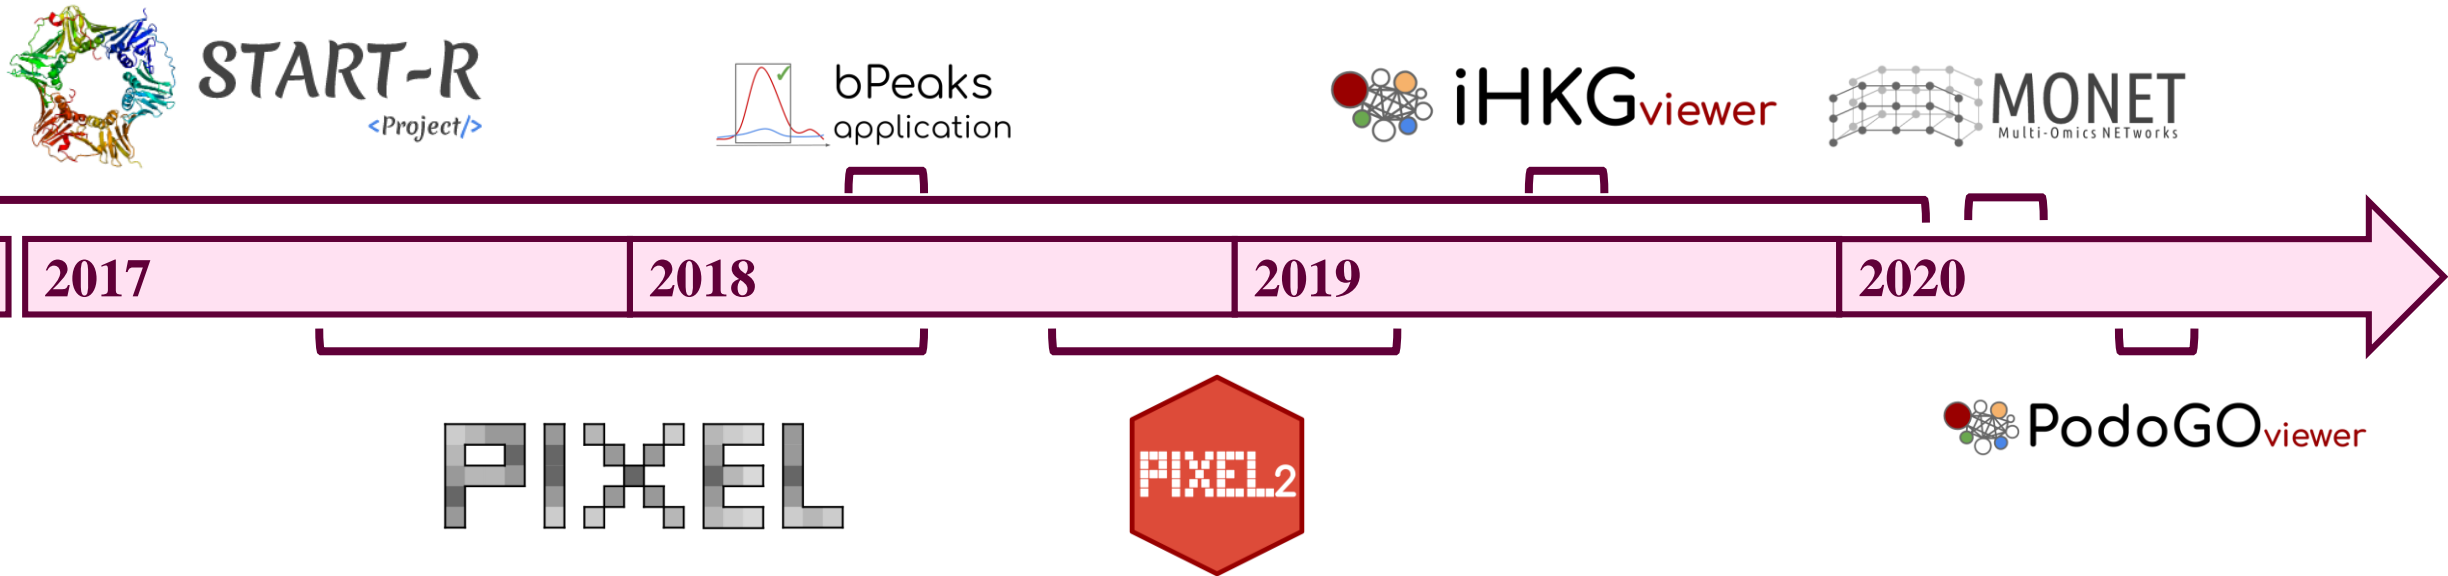 START-R
<Project/>
bPeaks
application
iHKGviewer
MONET
Multi-Omics NETworks
2017
2018
2019
2020
PIXEL
PIXEL2
PodoGOviewer